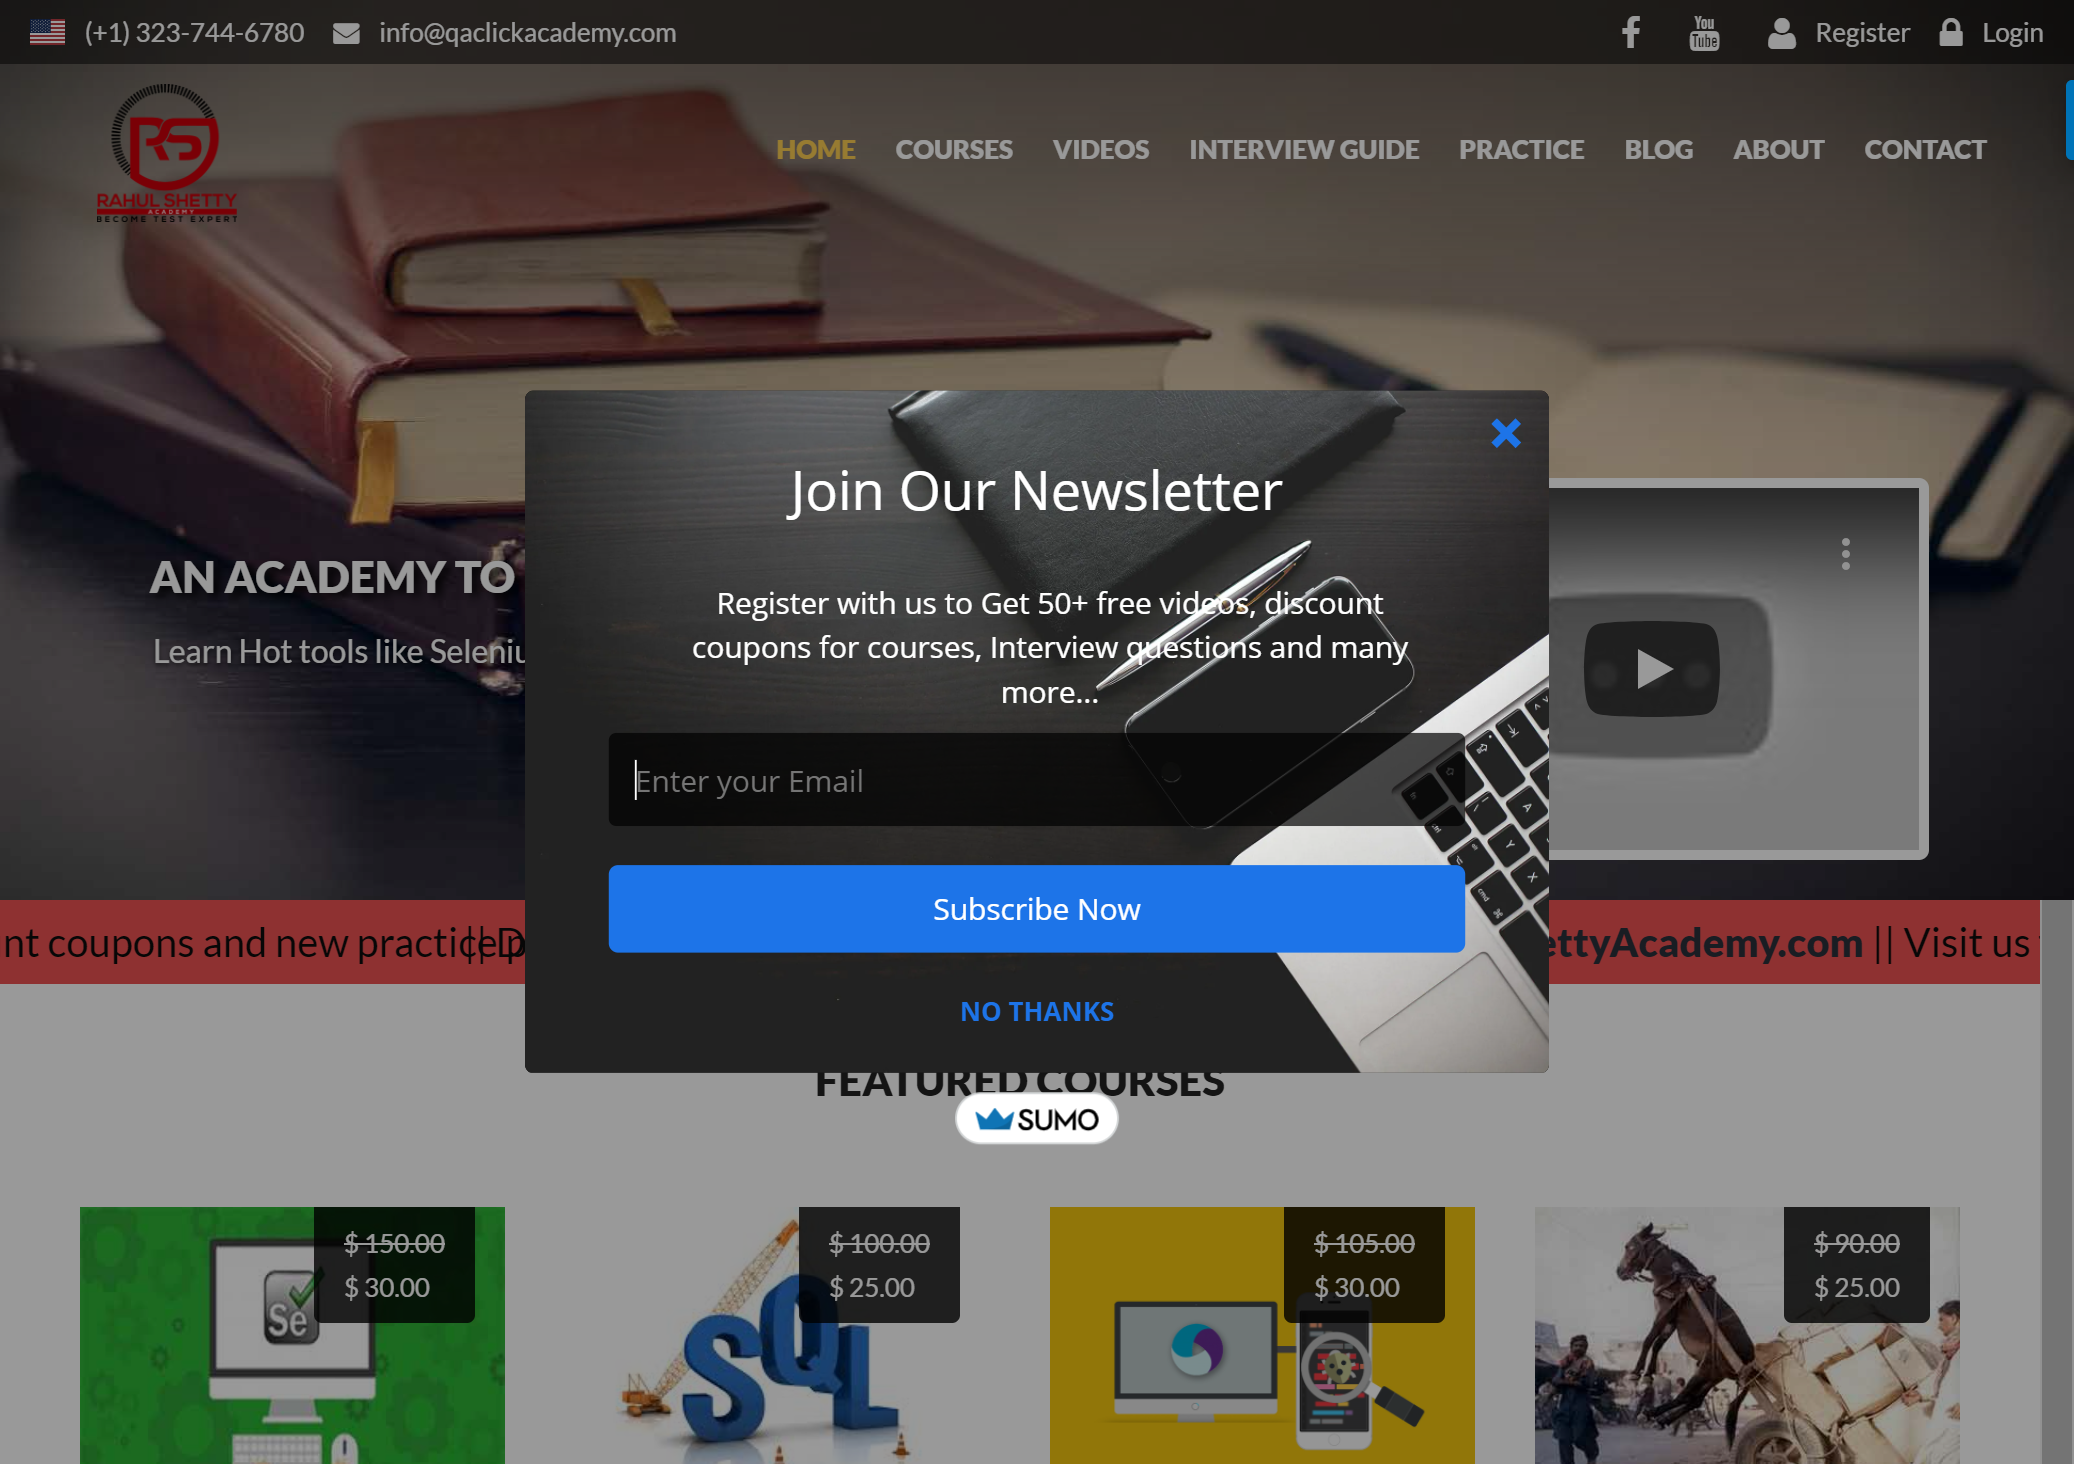 (+1) 323-744-6780 info@qaclickacademy.com You Tube Register Login
RS
RAHUL SHETTY
ACADEMY
BECOME TEST EXPERT
HOME COURSES VIDEOS INTERVIEW GUIDE PRACTICE BLOG ABOUT CONTACT
Join Our Newsletter
AN ACADEMY TO
Register with us to Get 50+ free videos, discount
coupons for courses, Interview questions and many
more...
Learn Hot tools like Seleniu
Enter your Email
Subscribe Now
nt coupons and new practice p || D ettyAcademy.com || Visit us
NO THANKS
FEATURED COURSES
SUMO
$ 150.00 $ 100.00 $ 105.00 $ 90.00
$ 30.00 $ 25.00 $ 30.00 $ 25.00
Se SQL